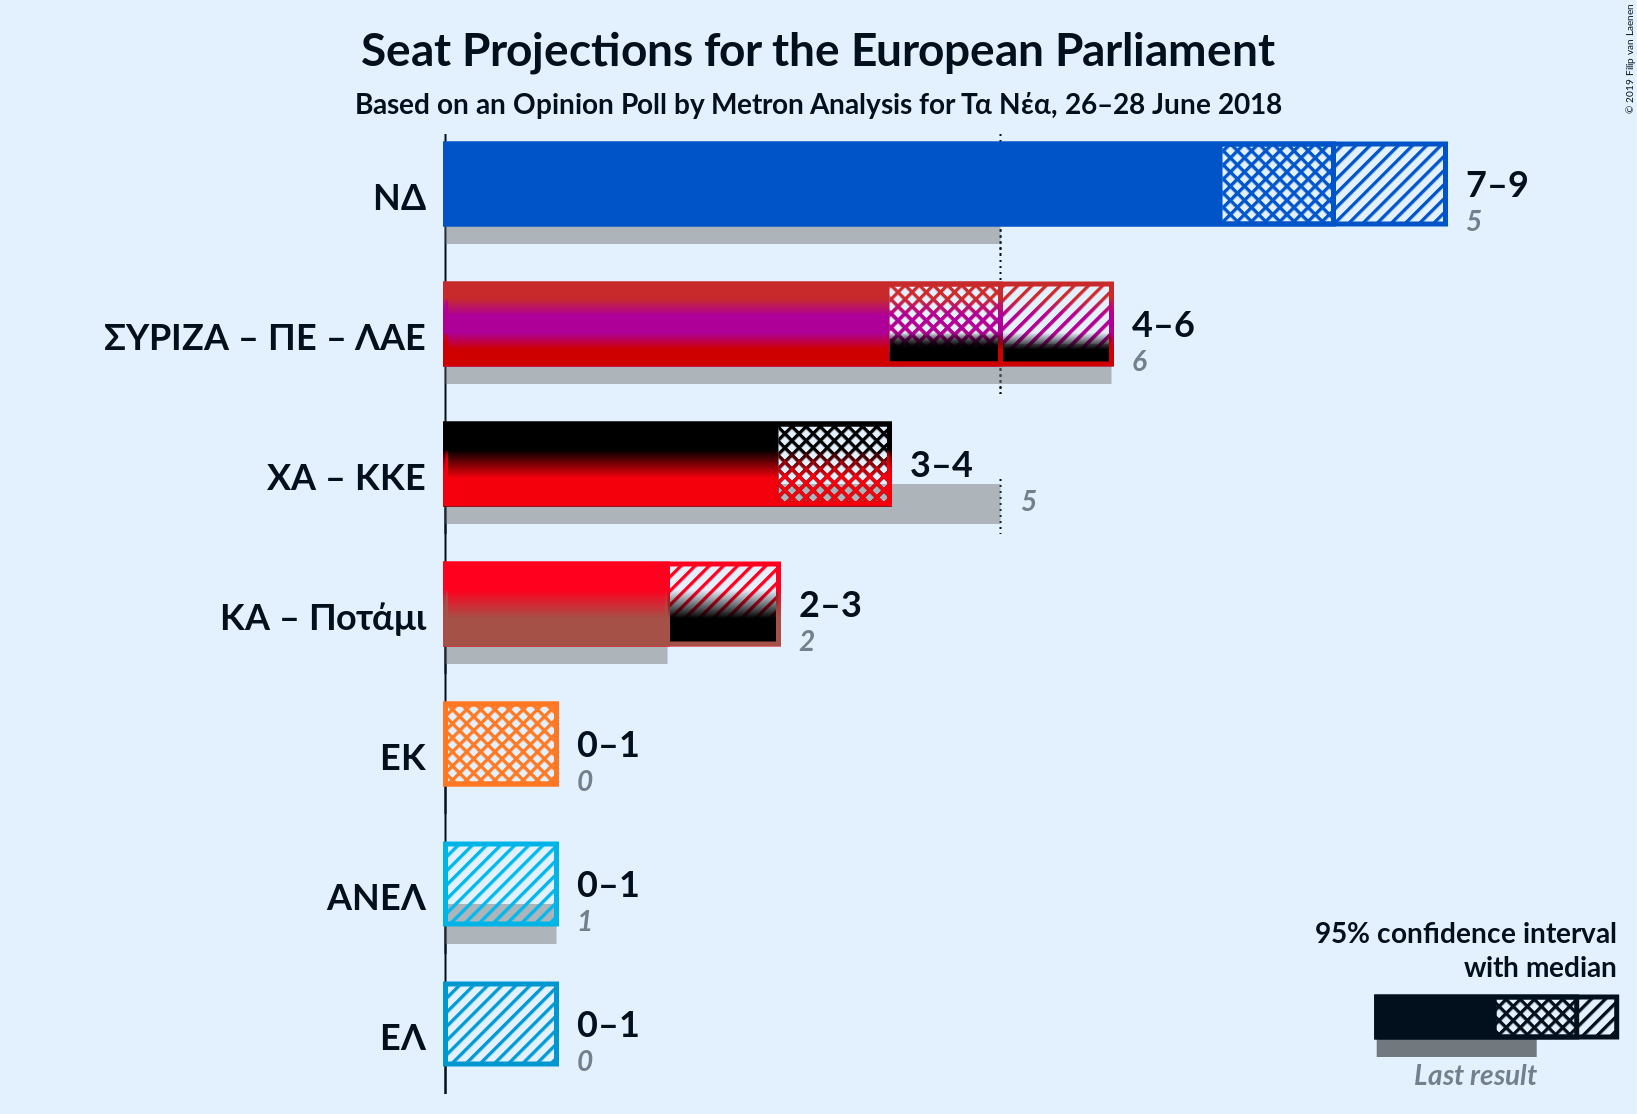 Seat Projections for the European Parliament
Based on an Opinion Poll by Metron Analysis for Τα Νέα, 26–28 June 2018
© 2019 Filip van Laenen
ΝΔ
7–9
5
ΣΥΡΙΖΑ – ΠΕ – ΛΑΕ
4–6
6
ΧΑ – ΚΚΕ
3–4
5
ΚΑ – Ποτάμι
2–3
2
ΕΚ
0–1
0
ΑΝΕΛ
0–1
1
ΕΛ
0–1
0
95% confidence interval
with median
Last result